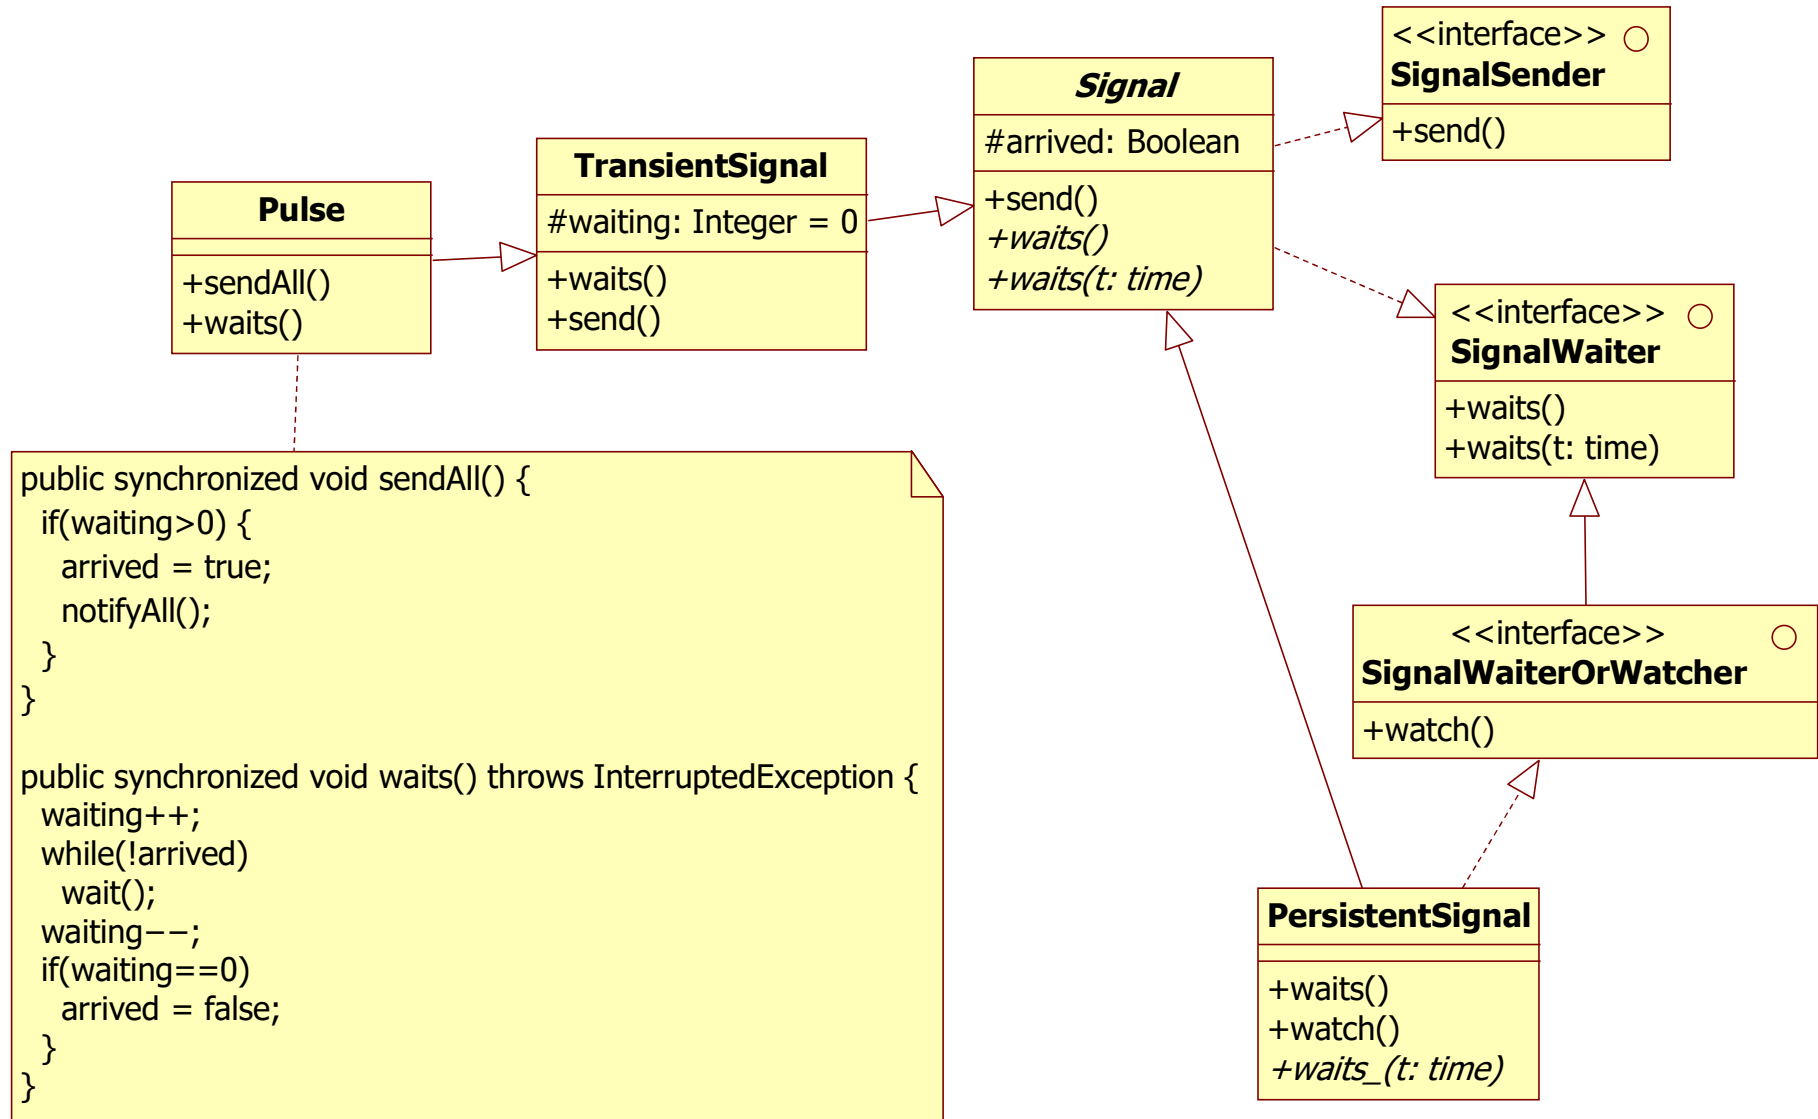 <<interface>>
SignalSender
+send()
Signal
#arrived: Boolean
+send()
+waits()
+waits(t: time)
TransientSignal
#waiting: Integer = 0
+waits()
+send()
Pulse
+sendAll()
+waits()
<<interface>>
SignalWaiter
+waits()
+waits(t: time)
public synchronized void sendAll() {
if(waiting>0) {
arrived = true;
notifyAll();
}
}
public synchronized void waits() throws InterruptedException {
waiting++;
while(!arrived)
wait();
waiting−−;
if(waiting==0)
arrived = false;
}
}
<<interface>>
SignalWaiterOrWatcher
+watch()
PersistentSignal
+waits()
+watch()
+waits_(t: time)